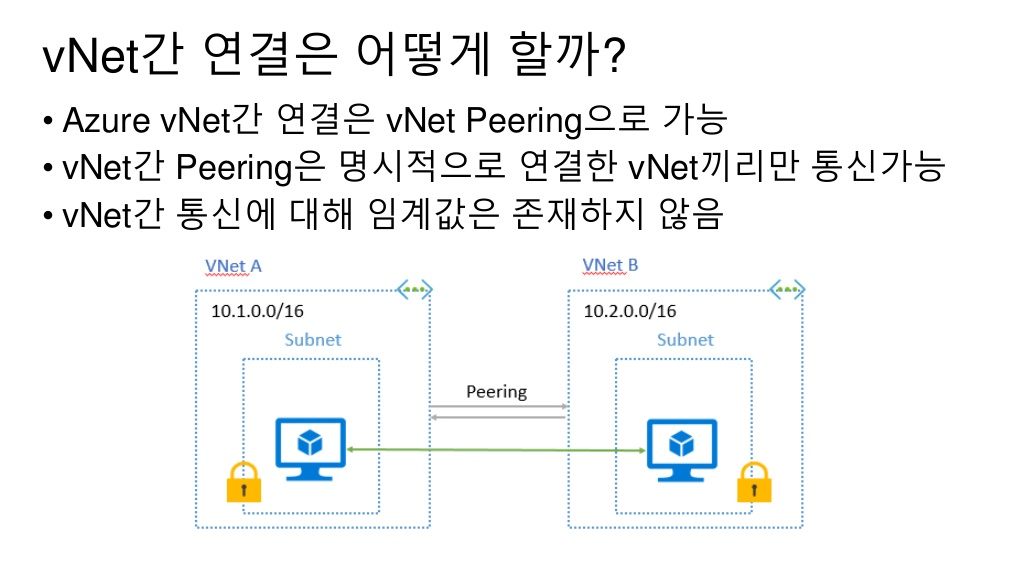 vNet간 연결은 어떻게 할까?
• Azure vNet간 연결은 vNet Peering으로 가능
• vNet간 Peering은 명시적으로 연결한 vNet끼리만 통신가능
• vNet간 통신에 대해 임계값은 존재하지 않음
VNet A
VNet B
10.1.0.0/16
10.2.0.0/16
Subnet
Subnet
Peering